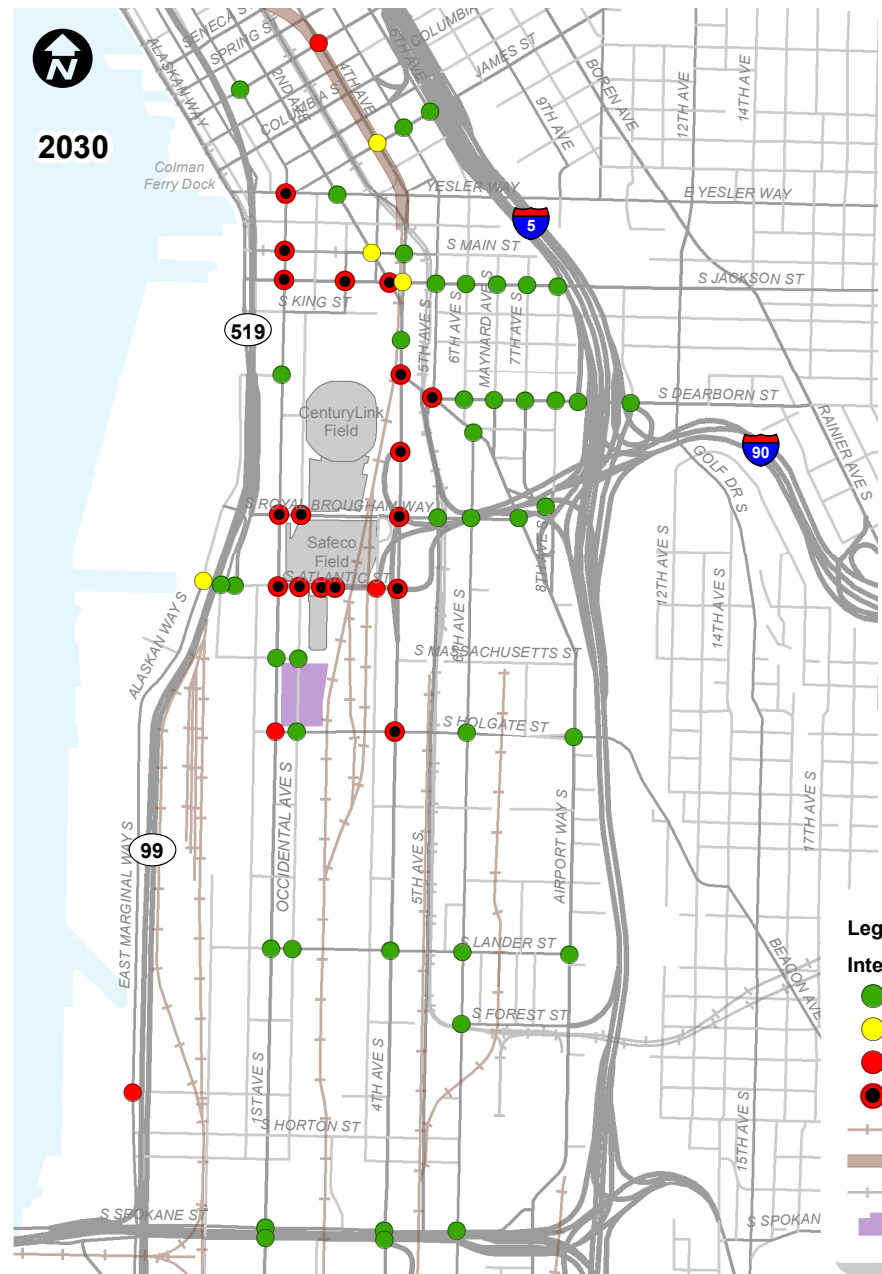 N
2030
SENECA ST
SPRING ST
ALASKAN WAY
2ND AVE
COLUMBIA ST
4TH AVE
6TH AVE
COLUMBIA
JAMES ST
BOREN AVE
9TH AVE
12TH AVE
14TH AVE
Colman
Ferry Dock
YESLER WAY
E YESLER WAY
5
S MAIN ST
S JACKSON ST
S KING ST
519
5TH AVE S
6TH AVE S
MAYNARD AVE S
7TH AVE S
CenturyLink
Field
S DEARBORN ST
RAINIER AVE S
90
GOLF DR S
S ROYAL BROUGHAM WAY
Safeco
Field
S ATLANTIC ST
8TH AVE S
12TH AVE S
14TH AVE S
6TH AVE S
ALASKAN WAY S
S MASSACHUSETTS ST
S HOLGATE ST
OCCIDENTAL AVE S
5TH AVE S
AIRPORT WAY S
17TH AVE S
99
EAST MARGINAL WAY S
S LANDER ST
BEACON AVE
S FOREST ST
Leg
Inte
1ST AVE S
4TH AVE S
S HORTON ST
15TH AVE S
S SPOKANE ST
S SPOKAN